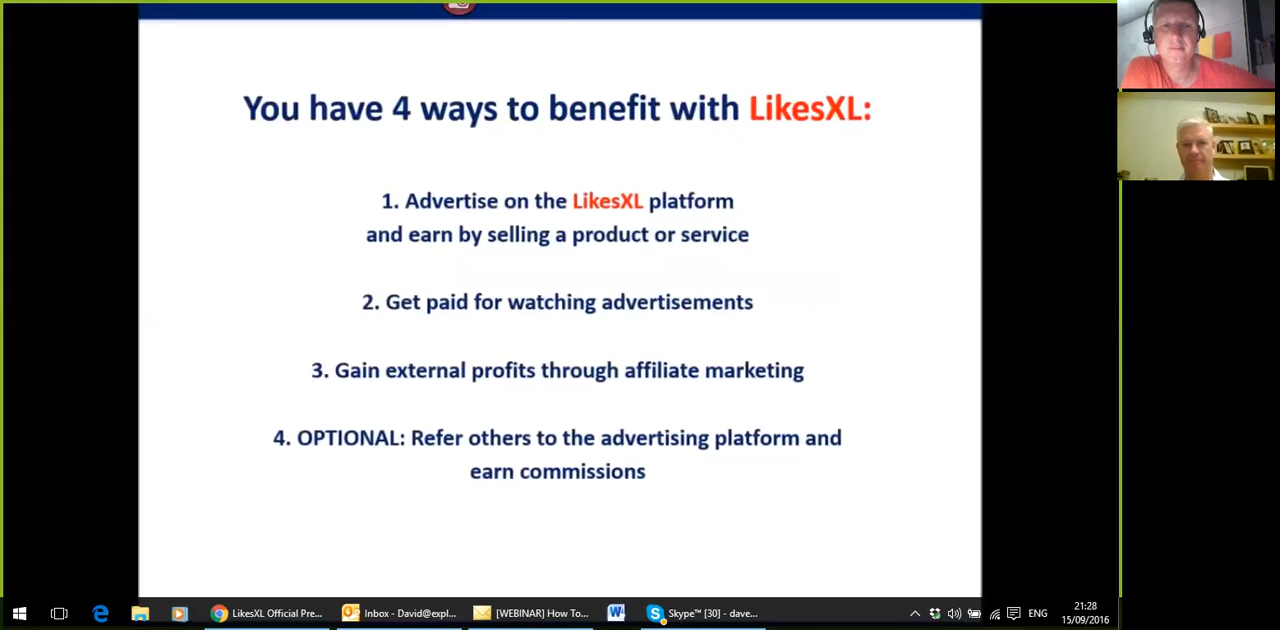 You have 4 ways to benefit with LikesXL:
1. Advertise on the LikesXL platform
and earn by selling a product or service
2. Get paid for watching advertisements
3. Gain external profits through affiliate marketing
4. OPTIONAL: Refer others to the advertising platform and
earn commissions
LikesXL Official Pre...
Inbox - David@expl...
[WEBINAR] How To...
Skype™ [30] - dave...
ENG
21:28
15/09/2016